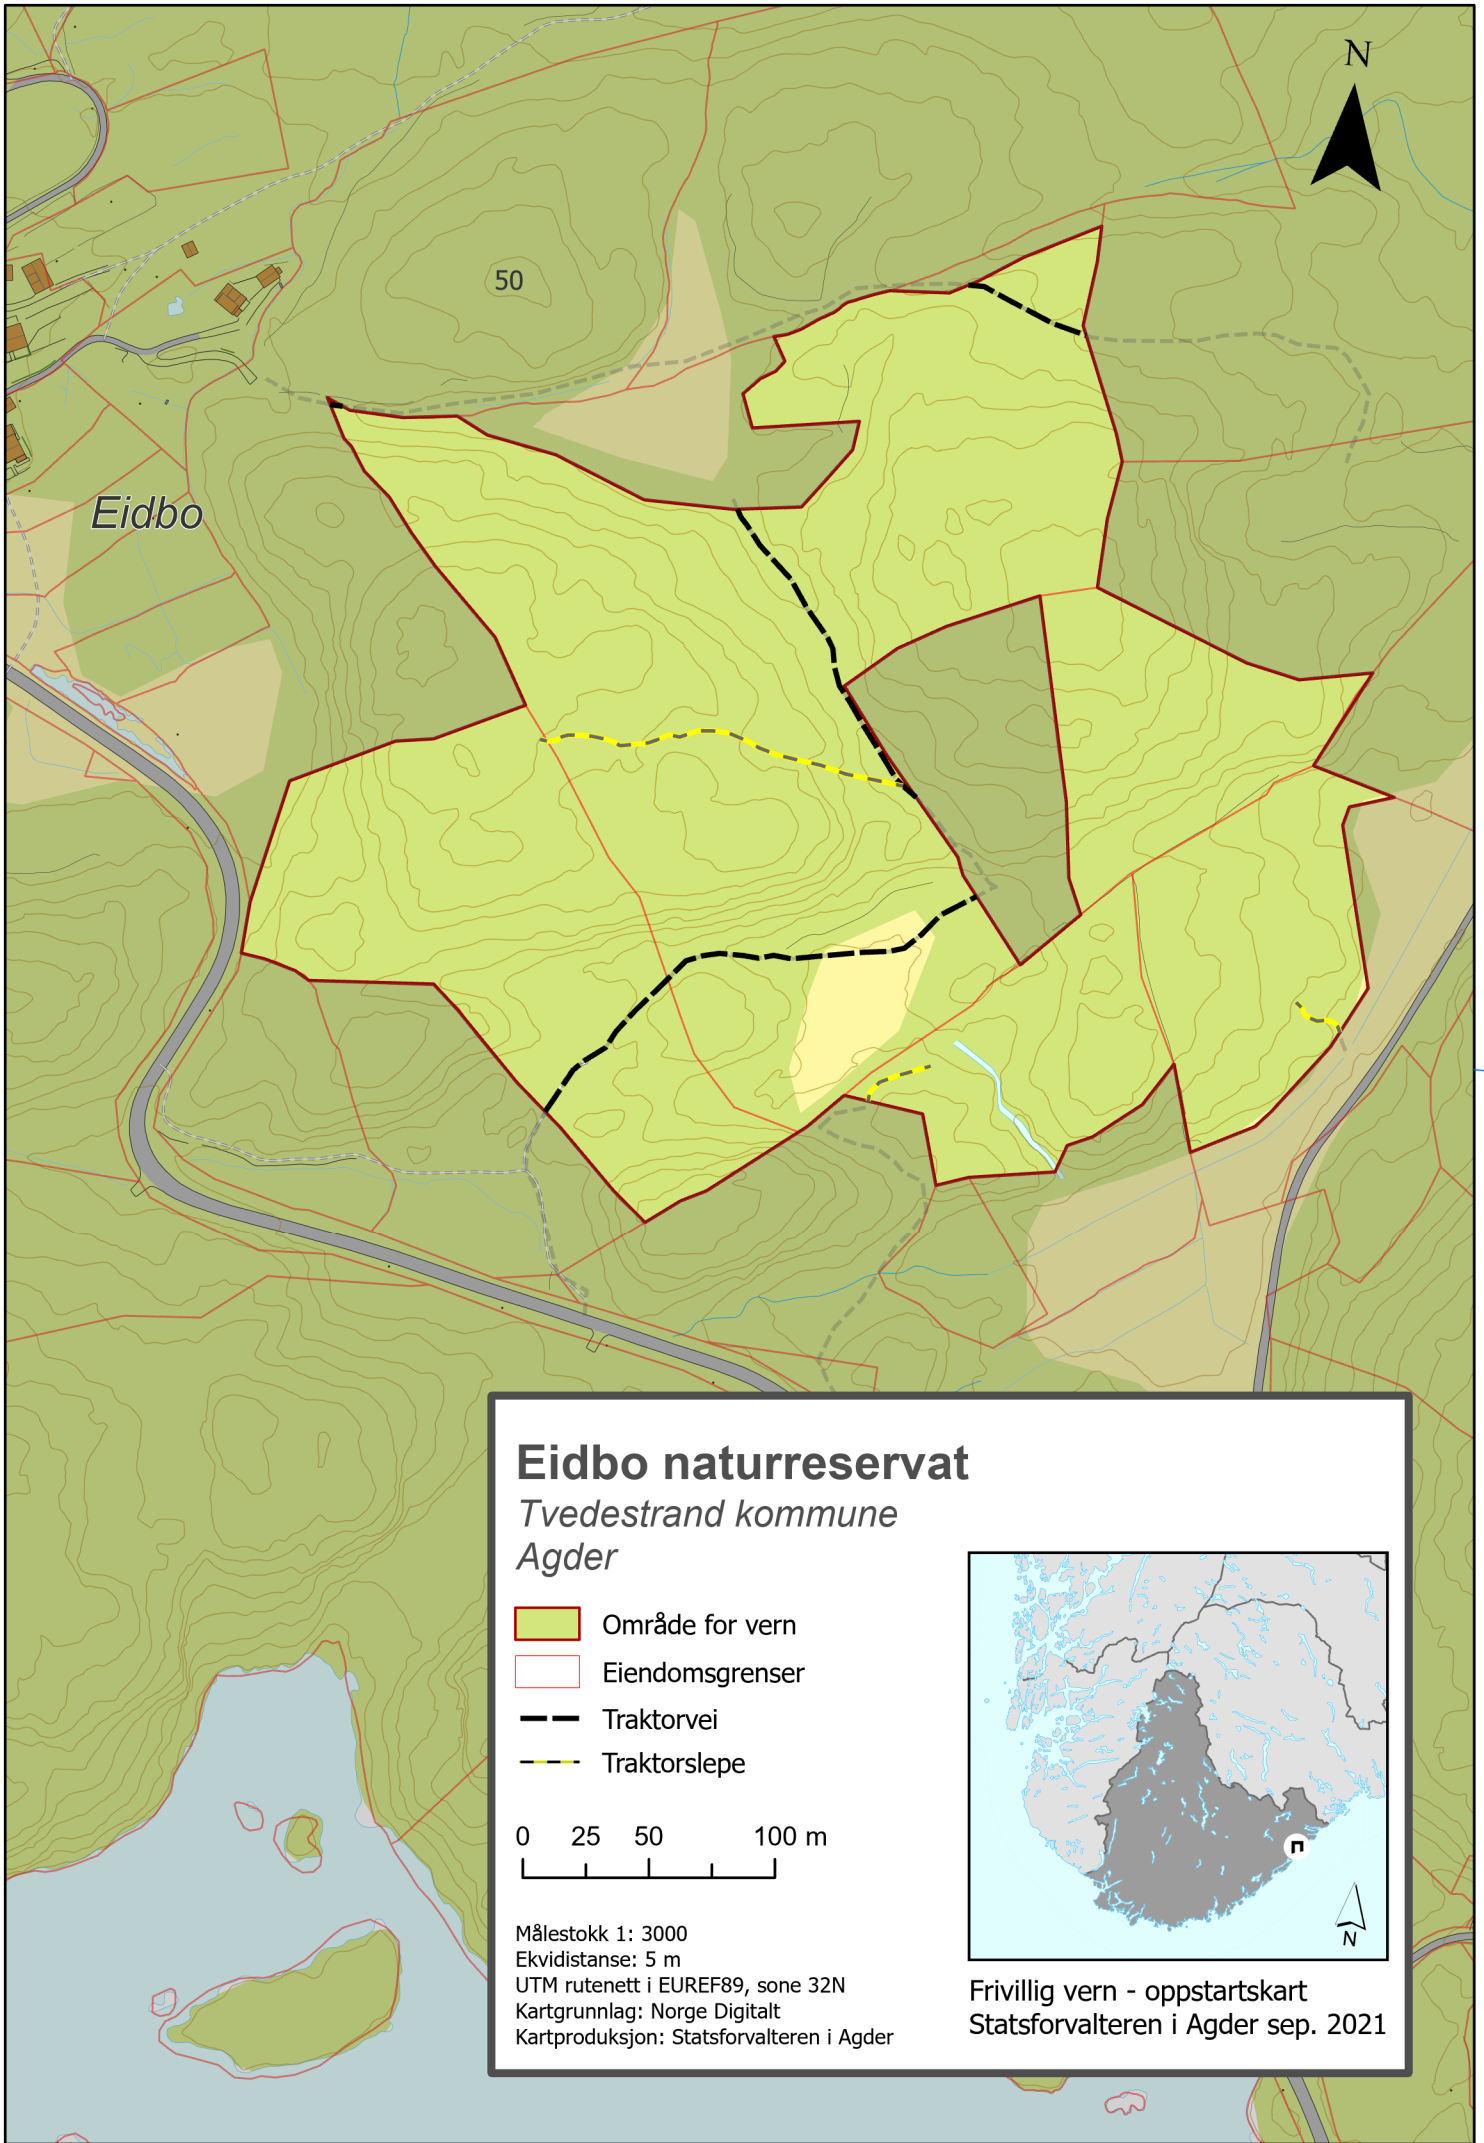 N
50
Eidbo
Eidbo naturreservat
Tvedestrand kommune
Agder
Område for vern
Eiendomsgrenser
Traktorvei
Traktorslepe
0 25 50 100 m
Målestokk 1: 3000
Ekvidistanse: 5 m
UTM rutenett i EUREF89, sone 32N
Kartgrunnlag: Norge Digitalt
Kartproduksjon: Statsforvalteren i Agder
N
Frivillig vern - oppstartskart
Statsforvalteren i Agder sep. 2021